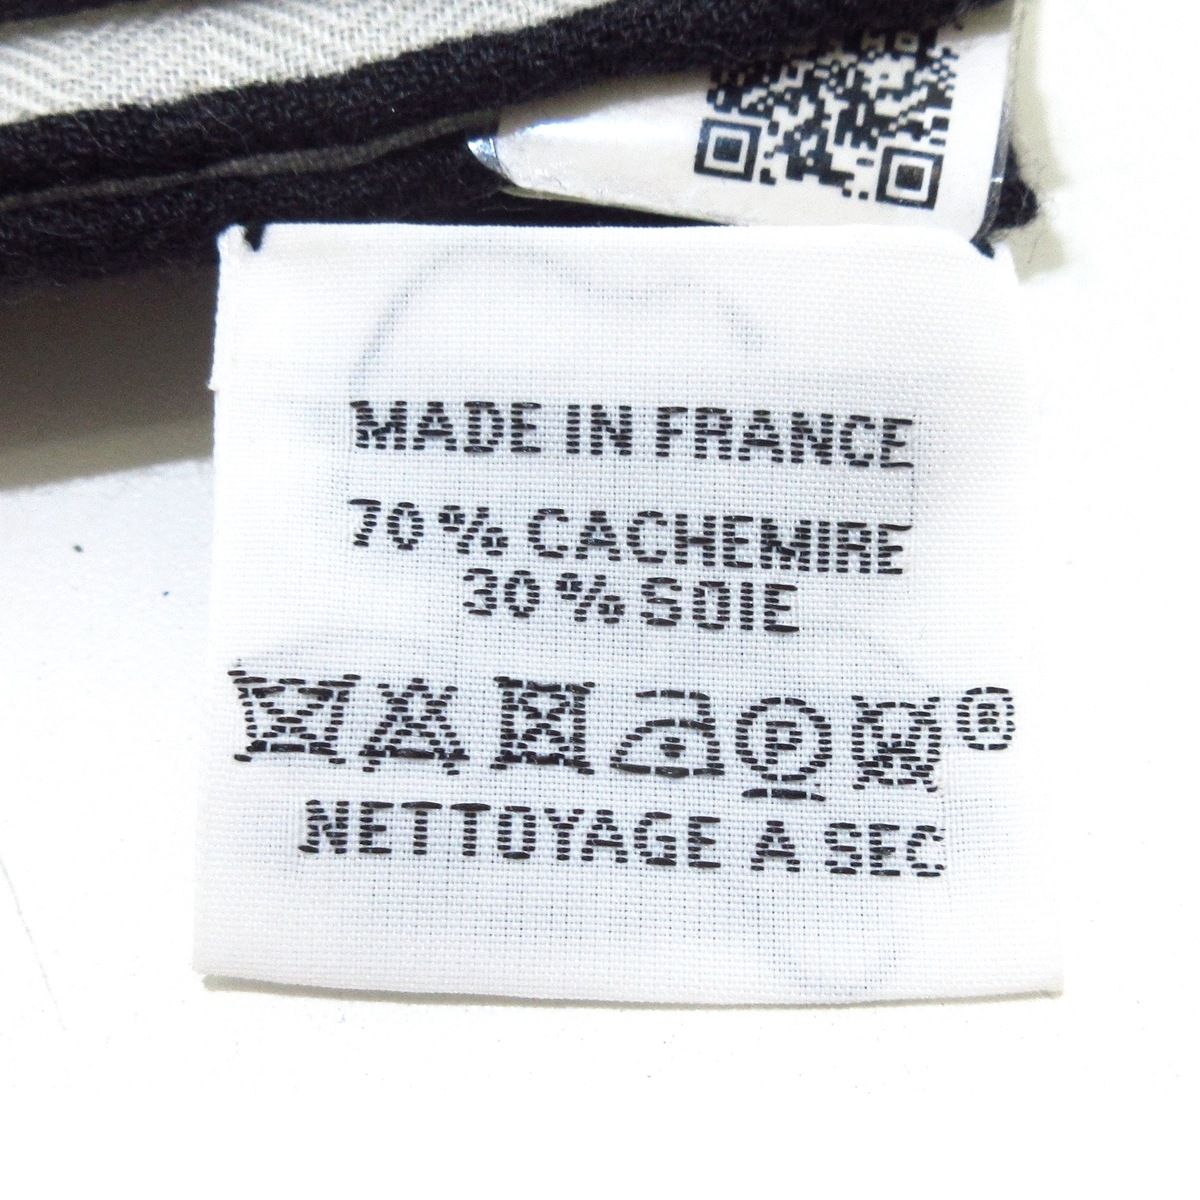 MADE IN FRANCE
70% CACHEMIRE
30% SOIE
P W ®
NETTOYAGE A SEC